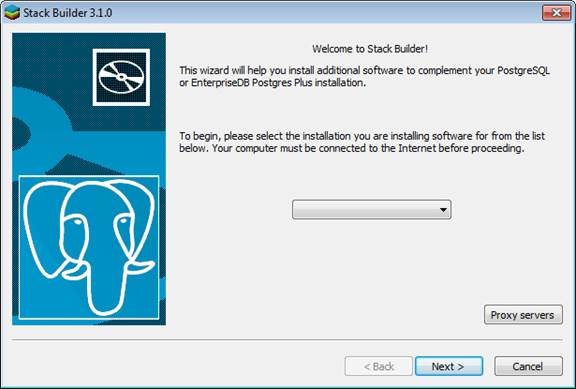 Stack Builder 3.1.0
Welcome to Stack Builder!
This wizard will help you install additional software to complement your PostgreSQL
or EnterpriseDB Postgres Plus installation.
To begin, please select the installation you are installing software for from the list
below. Your computer must be connected to the Internet before proceeding.
Proxy servers
< Back
Next >
Cancel